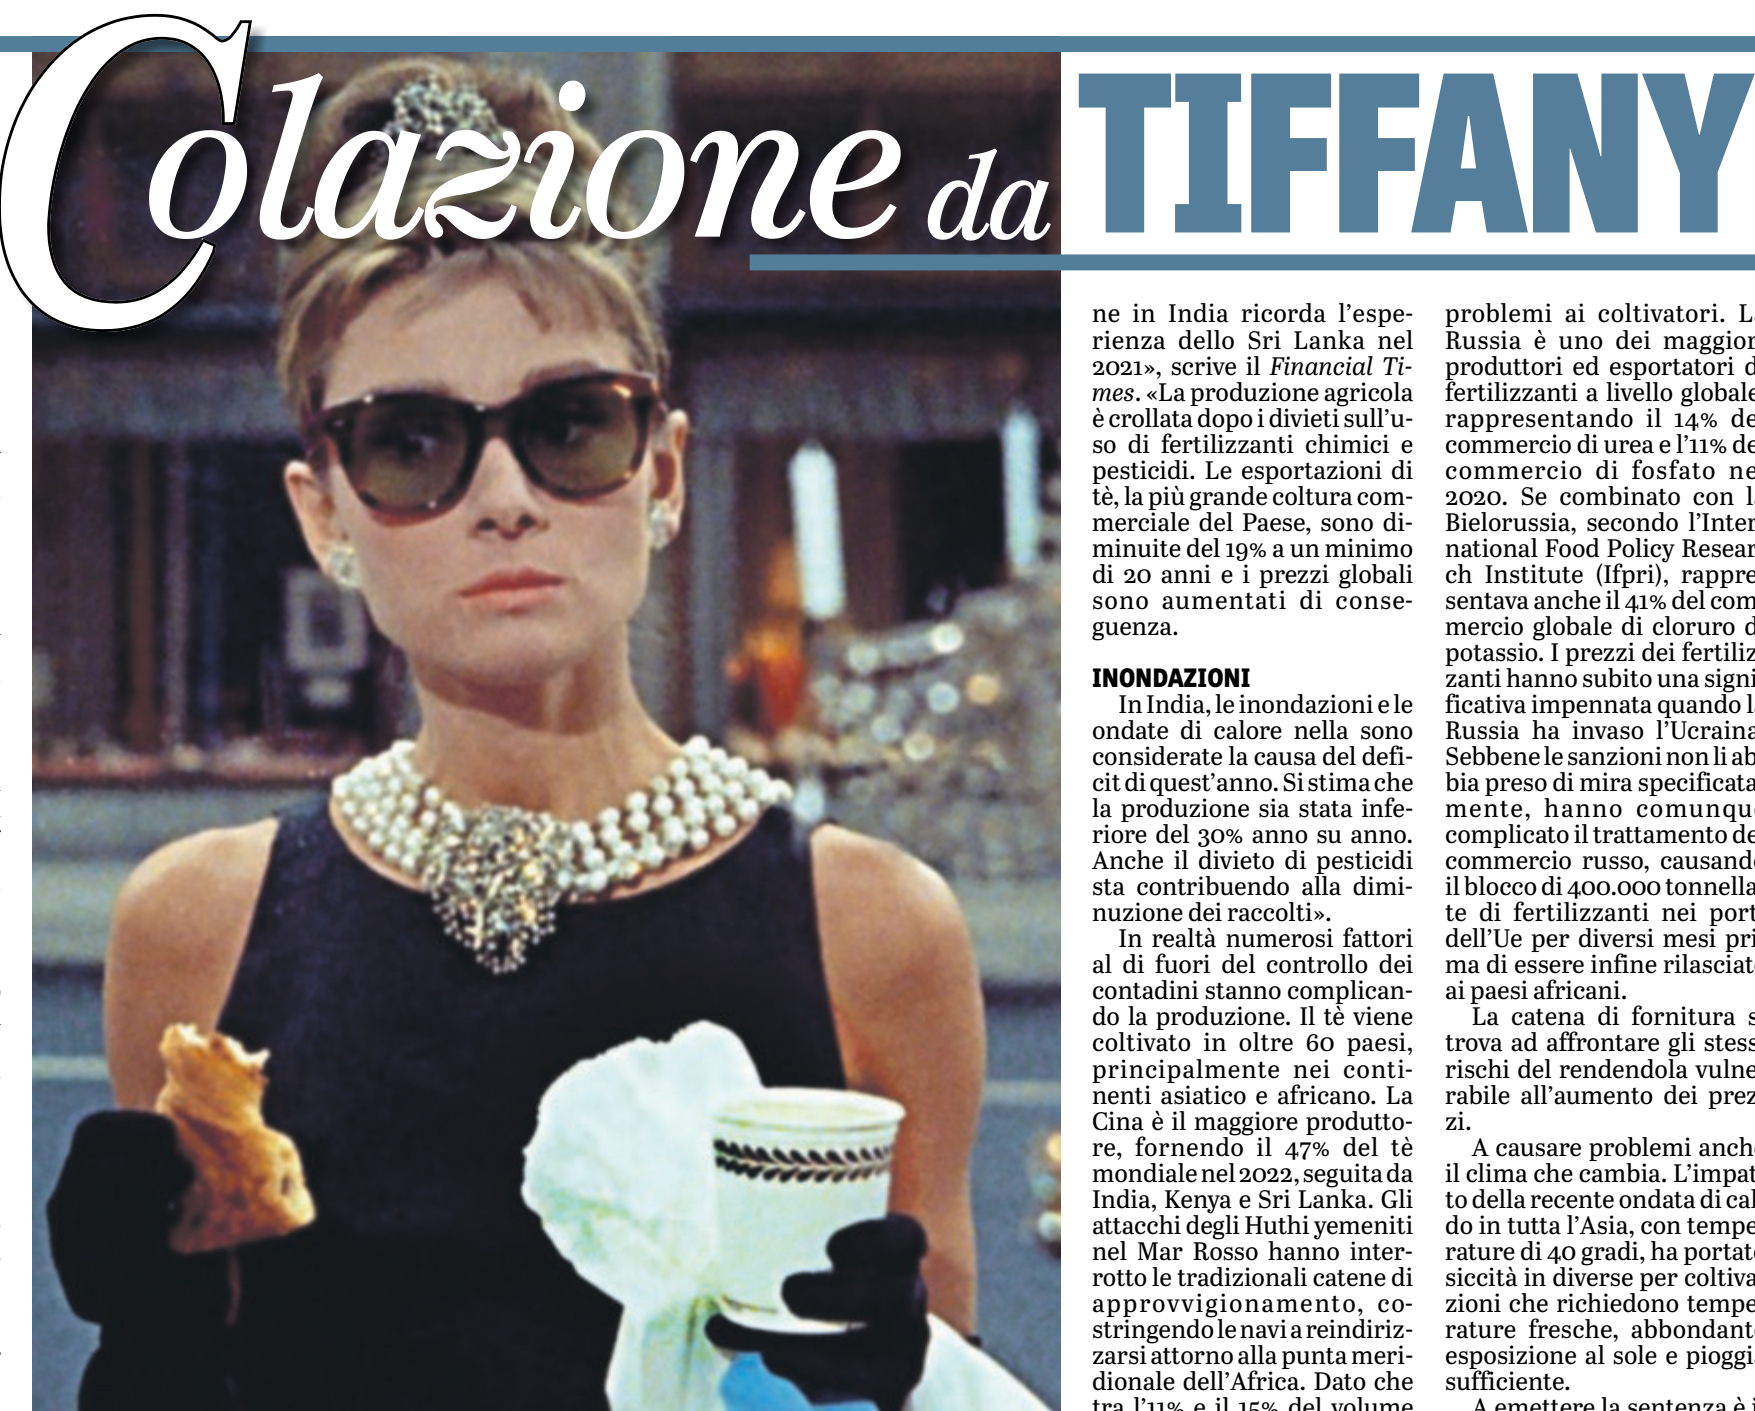 Colazione da TIFFANY
ne in India ricorda l'espe-
rienza dello Sri Lanka nel
2021», scrive il Financial Ti-
mes. «La produzione agricola
è crollata dopo i divieti sull'u-
so di fertilizzanti chimici e
pesticidi. Le esportazioni di
tè, la più grande coltura com-
merciale del Paese, sono di-
minuite del 19% a un minimo
di 20 anni e i prezzi globali
sono aumentati di conse-
guenza.
INONDAZIONI
In India, le inondazioni e le
ondate di calore nella sono
considerate la causa del defi-
cit di quest'anno. Si stima che
la produzione sia stata infe-
riore del 30% anno su anno.
Anche il divieto di pesticidi
sta contribuendo alla dimi-
nuzione dei raccolti».
In realtà numerosi fattori
al di fuori del controllo dei
contadini stanno complican-
do la produzione. Il tè viene
coltivato in oltre 60 paesi,
principalmente nei conti-
nenti asiatico e africano. La
Cina è il maggiore produtto-
re, fornendo il 47% del tè
mondiale nel 2022, seguita da
India, Kenya e Sri Lanka. Gli
attacchi degli Huthi yemeniti
nel Mar Rosso hanno inter-
rotto le tradizionali catene di
approvvigionamento, co-
stringendo le navi a reindiriz-
zarsi attorno alla punta meri-
dionale dell'Africa. Dato che
tra l'11% e il 15% del volume
problemi ai coltivatori. La
Russia è uno dei maggior
produttori ed esportatori d
fertilizzanti a livello globale
rappresentando il 14% de
commercio di urea e l'11% de
commercio di fosfato ne
2020. Se combinato con la
Bielorussia, secondo l'Inter
national Food Policy Resear
ch Institute (Ifpri), rappre
sentava anche il 41% del com
mercio globale di cloruro d
potassio. I prezzi dei fertiliz
zanti hanno subito una signi
ficativa impennata quando la
Russia ha invaso l'Ucraina
Sebbene le sanzioni non li ab
bia preso di mira specificata
mente, hanno comunque
complicato il trattamento de
commercio russo, causando
il blocco di 400.000 tonnella
te di fertilizzanti nei port
dell'Ue per diversi mesi pri
ma di essere infine rilasciate
ai paesi africani.
La catena di fornitura s
trova ad affrontare gli stess
rischi del rendendola vulne
rabile all'aumento dei prez
zi.
A causare problemi anche
il clima che cambia. L'impat
to della recente ondata di cal
do in tutta l'Asia, con tempe
rature di 40 gradi, ha portato
siccità in diverse per coltiva
zioni che richiedono tempe
rature fresche, abbondante
esposizione al sole e pioggia
sufficiente.
A emettere la sentenza è i